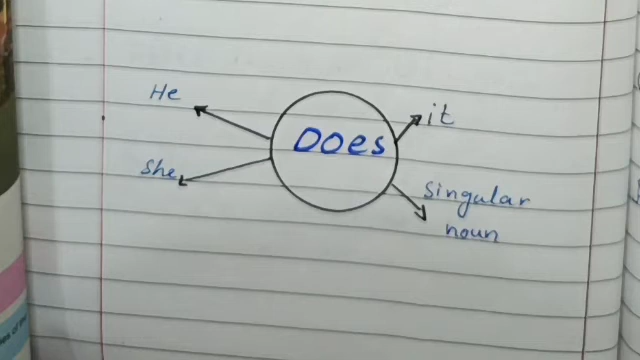 He
it
DOes
She
singular
noun